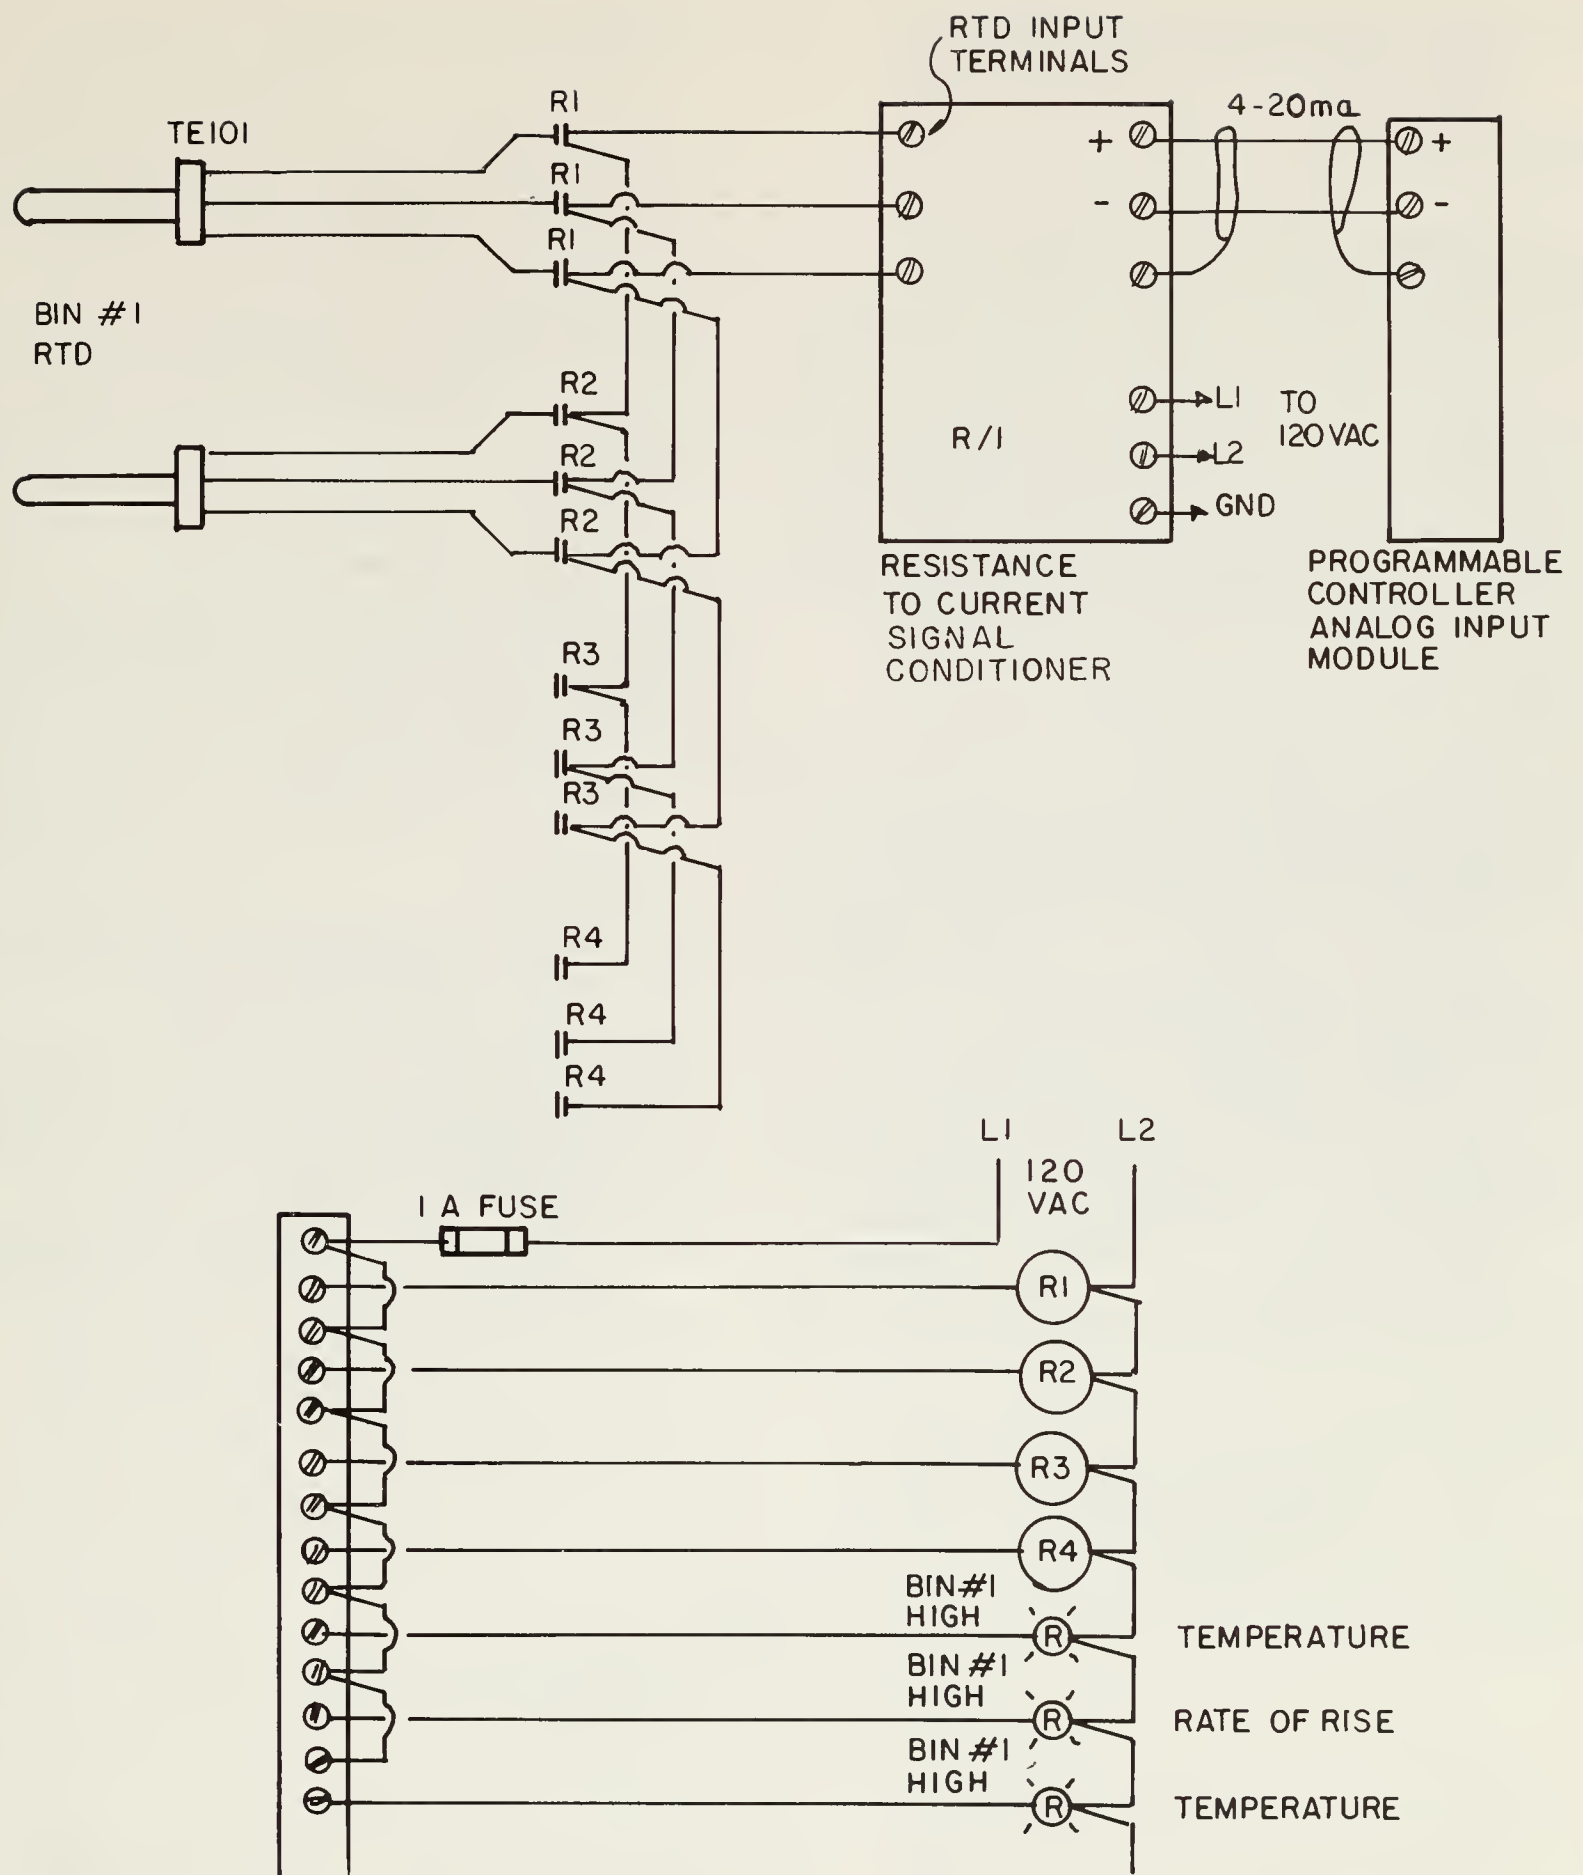 RTD INPUT
TERMINALS
R1
4-20ma
TE101
+
+
R1
-
-
R1
BIN #1
RTD
R2
L1
TO
120VAC
R/I
R2
L2
R2
GND
RESISTANCE
TO CURRENT
SIGNAL
CONDITIONER
PROGRAMMABLE
CONTROLLER
ANALOG INPUT
MODULE
R3
R3
R3
R4
R4
R4
L1
L2
120
VAC
1 A FUSE
R1
R2
R3
R4
BIN #1
HIGH
R
TEMPERATURE
BIN #1
HIGH
R
RATE OF RISE
BIN #1
HIGH
R
TEMPERATURE